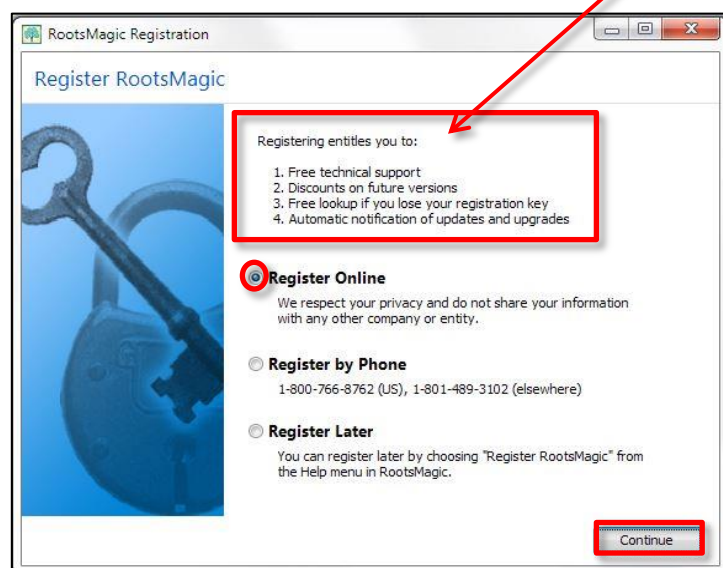 RootsMagic Registration
Register RootsMagic
Registering entitles you to:
1. Free technical support
2. Discounts on future versions
3. Free lookup if you lose your registration key
4. Automatic notification of updates and upgrades
Register Online
We respect your privacy and do not share your information
with any other company or entity.
Register by Phone
1-800-766-8762 (US), 1-801-489-3102 (elsewhere)
Register Later
You can register later by choosing "Register RootsMagic" from
the Help menu in RootsMagic.
Continue